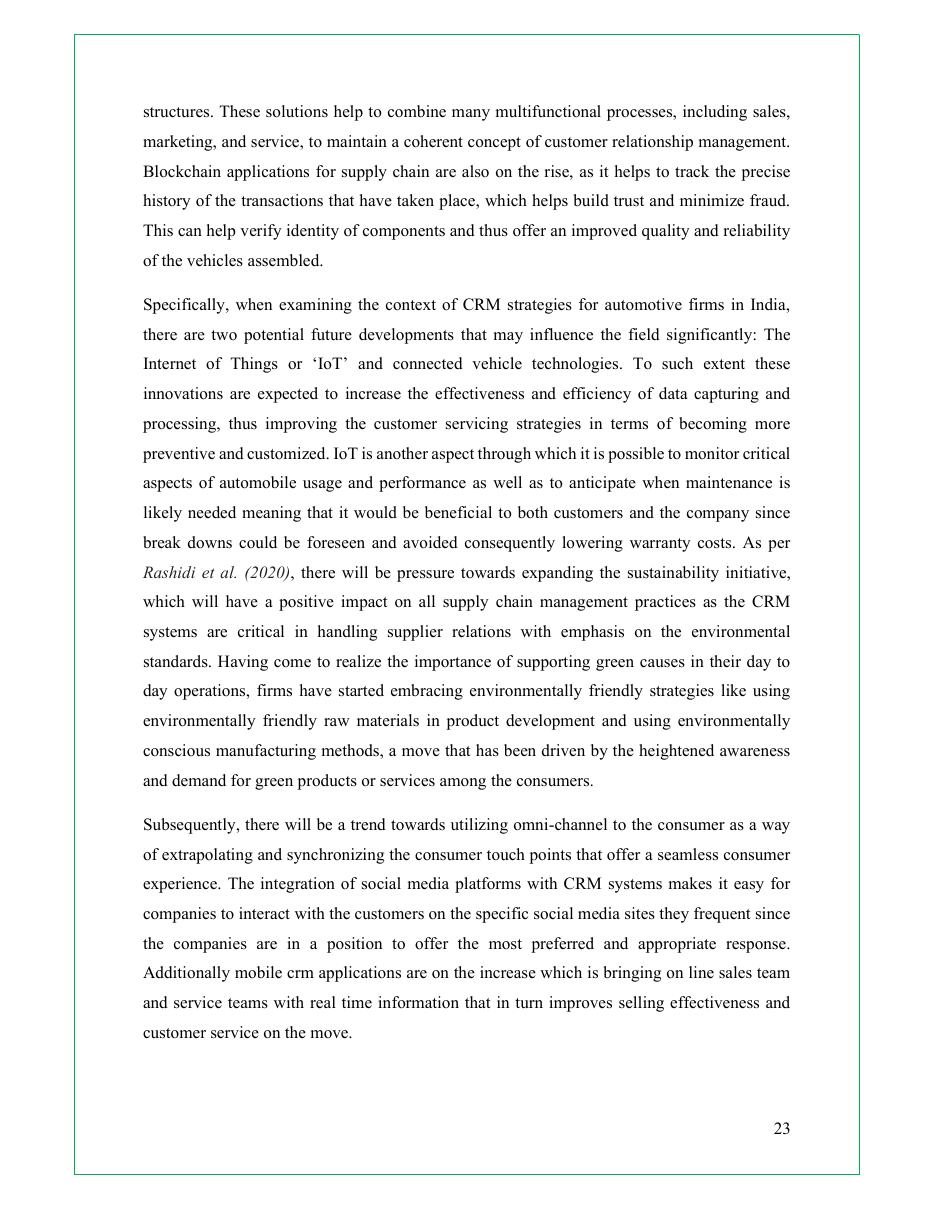 structures. These solutions help to combine many multifunctional processes, including sales,
marketing, and service, to maintain a coherent concept of customer relationship management.
Blockchain applications for supply chain are also on the rise, as it helps to track the precise
history of the transactions that have taken place, which helps build trust and minimize fraud.
This can help verify identity of components and thus offer an improved quality and reliability
of the vehicles assembled.
Specifically, when examining the context of CRM strategies for automotive firms in India,
there are two potential future developments that may influence the field significantly: The
Internet of Things or ‘IoT’ and connected vehicle technologies. To such extent these
innovations are expected to increase the effectiveness and efficiency of data capturing and
processing, thus improving the customer servicing strategies in terms of becoming more
preventive and customized. IoT is another aspect through which it is possible to monitor critical
aspects of automobile usage and performance as well as to anticipate when maintenance is
likely needed meaning that it would be beneficial to both customers and the company since
break downs could be foreseen and avoided consequently lowering warranty costs. As per
Rashidi et al. (2020), there will be pressure towards expanding the sustainability initiative,
which will have a positive impact on all supply chain management practices as the CRM
systems are critical in handling supplier relations with emphasis on the environmental
standards. Having come to realize the importance of supporting green causes in their day to
day operations, firms have started embracing environmentally friendly strategies like using
environmentally friendly raw materials in product development and using environmentally
conscious manufacturing methods, a move that has been driven by the heightened awareness
and demand for green products or services among the consumers.
Subsequently, there will be a trend towards utilizing omni-channel to the consumer as a way
of extrapolating and synchronizing the consumer touch points that offer a seamless consumer
experience. The integration of social media platforms with CRM systems makes it easy for
companies to interact with the customers on the specific social media sites they frequent since
the companies are in a position to offer the most preferred and appropriate response.
Additionally mobile crm applications are on the increase which is bringing on line sales team
and service teams with real time information that in turn improves selling effectiveness and
customer service on the move.
23